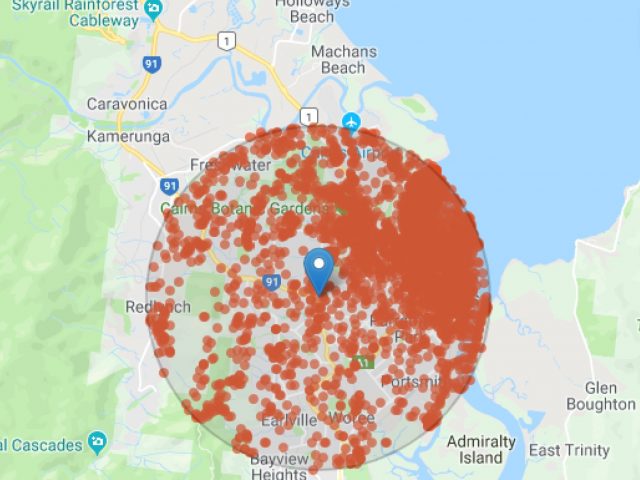 Skyrail Rainforest
Cableway
Holloways
Beach
1
Machans
Beach
91
Caravonica
1
Kamerunga
Freshwater
91
Cairns Botanic Gardens
91
Redlynch
Portsmith
Glen
Boughton
Earlville
Woree
Admiralty
Island
East Trinity
al Cascades
Bayview
Heights